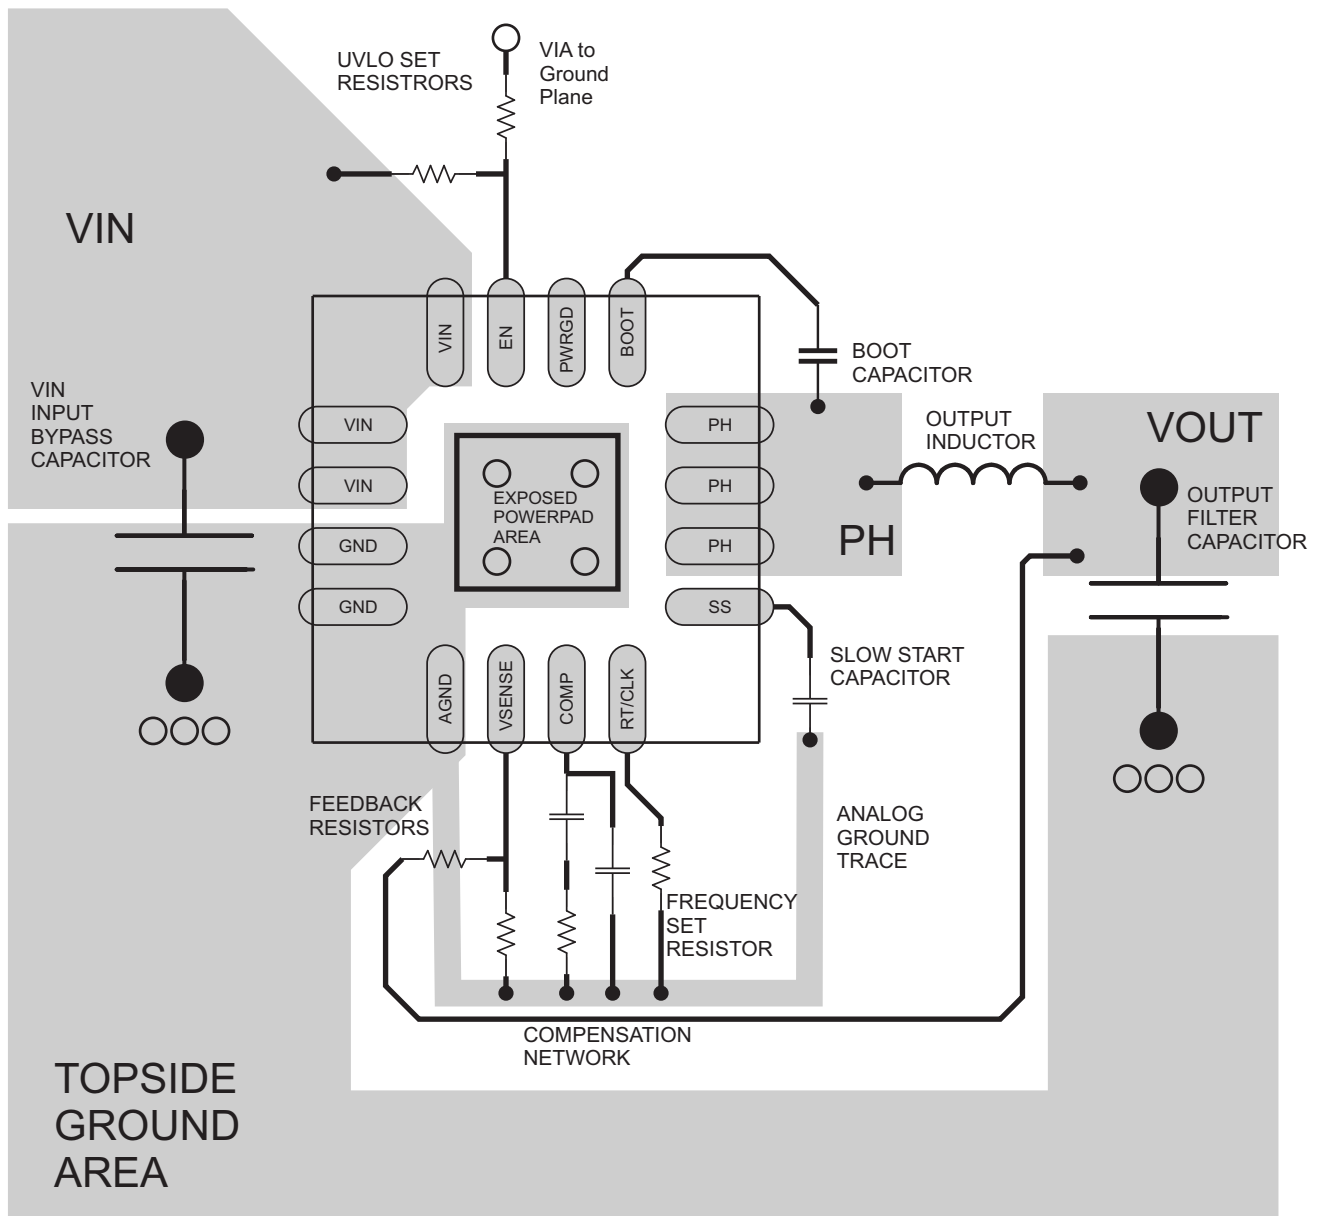 UVLO SET
RESISTRORS
VIA to
Ground
Plane
VIN
VIN
EN
PWRGD
BOOT
BOOT
CAPACITOR
VIN
INPUT
BYPASS
CAPACITOR
VIN
VIN
GND
GND
EXPOSED
POWERPAD
AREA
PH
PH
PH
SS
PH
OUTPUT
INDUCTOR
VOUT
OUTPUT
FILTER
CAPACITOR
SLOW START
CAPACITOR
AGND
VSENSE
COMP
RT/CLK
FEEDBACK
RESISTORS
ANALOG
GROUND
TRACE
FREQUENCY
SET
RESISTOR
COMPENSATION
NETWORK
TOPSIDE
GROUND
AREA